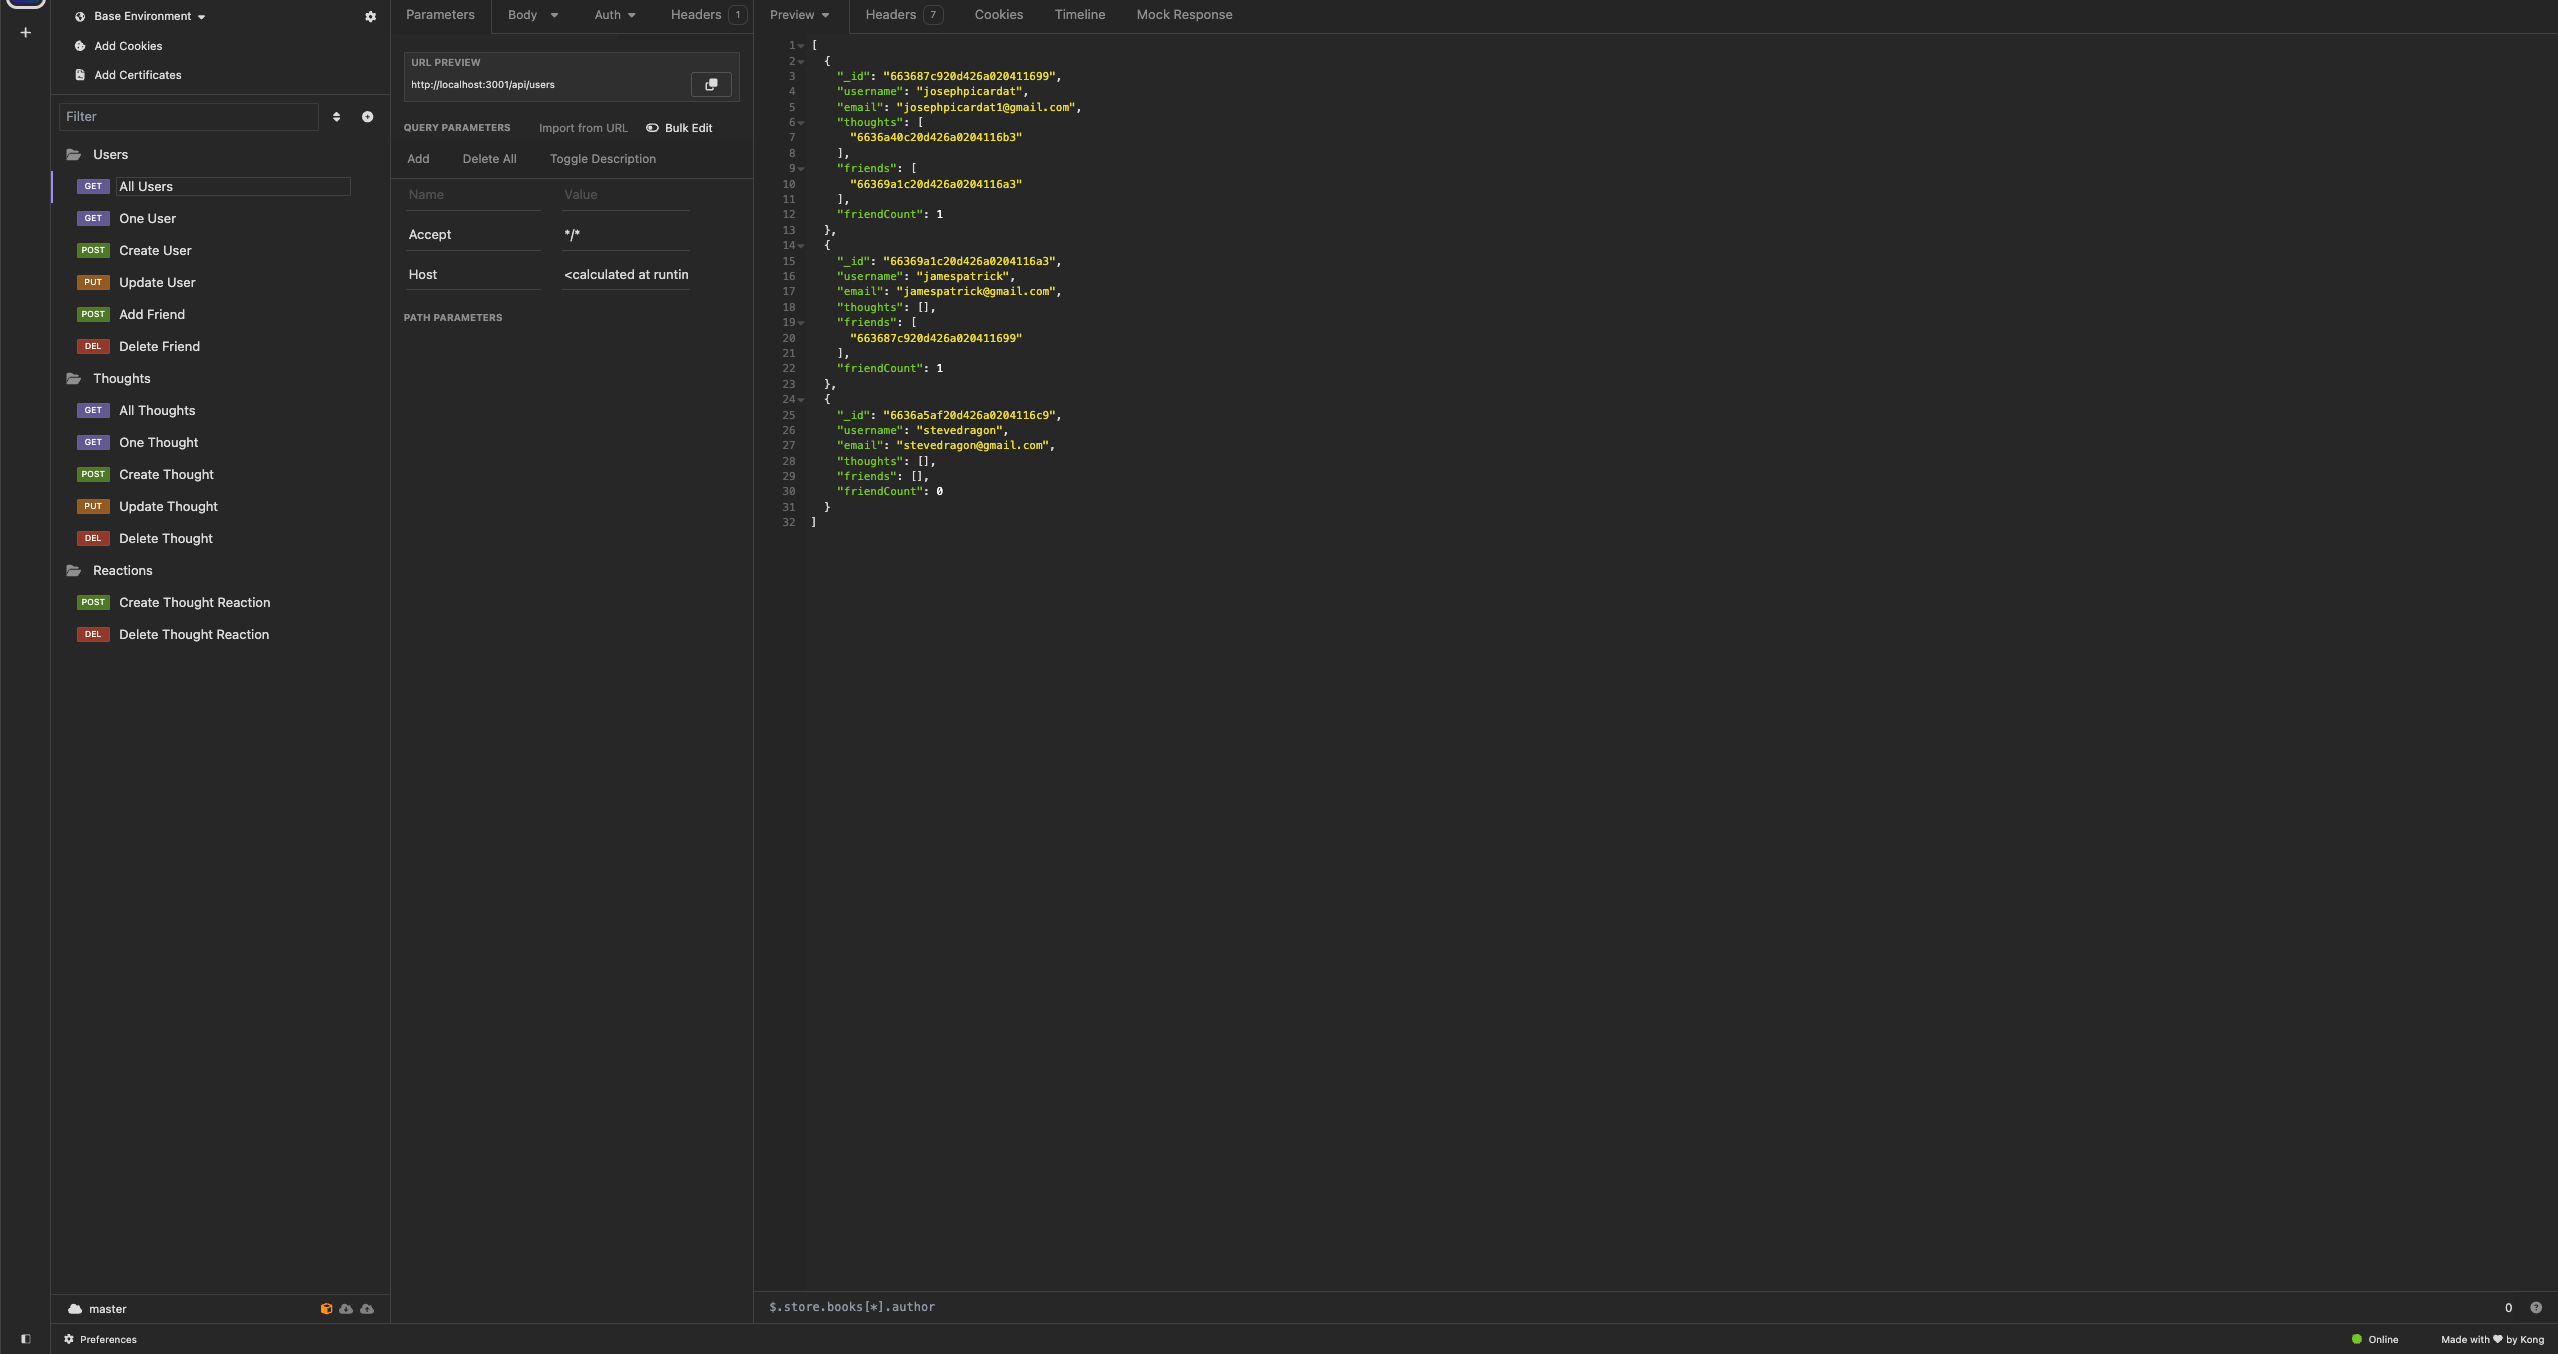 Base Environment
Add Cookies
Add Certificates
Filter
Users
GET All Users
GET One User
POST Create User
PUT Update User
POST Add Friend
DEL Delete Friend
Thoughts
GET All Thoughts
GET One Thought
POST Create Thought
PUT Update Thought
DEL Delete Thought
Reactions
POST Create Thought Reaction
DEL Delete Thought Reaction
master
Preferences
Parameters Body Auth Headers 1
URL PREVIEW
http://localhost:3001/api/users
QUERY PARAMETERS Import from URL Bulk Edit
Add Delete All Toggle Description
Name Value
Accept */*
Host <calculated at runtin
PATH PARAMETERS
Preview Headers 7 Cookies Timeline Mock Response
1 [
2 {
3 "_id": "663687c920d426a020411699",
4 "username": "josephpicardat",
5 "email": "josephpicardat1@gmail.com",
6 "thoughts": [
7 "6636a40c20d426a0204116b3"
8 ],
9 "friends": [
10 "66369a1c20d426a0204116a3"
11 ],
12 "friendCount": 1
13 },
14 {
15 "_id": "66369a1c20d426a0204116a3",
16 "username": "jamespatrick",
17 "email": "jamespatrick@gmail.com",
18 "thoughts": [],
19 "friends": [
20 "663687c920d426a020411699"
21 ],
22 "friendCount": 1
23 },
24 {
25 "_id": "6636a5af20d426a0204116c9",
26 "username": "stevedragon",
27 "email": "stevedragon@gmail.com",
28 "thoughts": [],
29 "friends": [],
30 "friendCount": 0
31 }
32 ]
$.store.books[*].author
0
Online
Made with ♥ by Kong